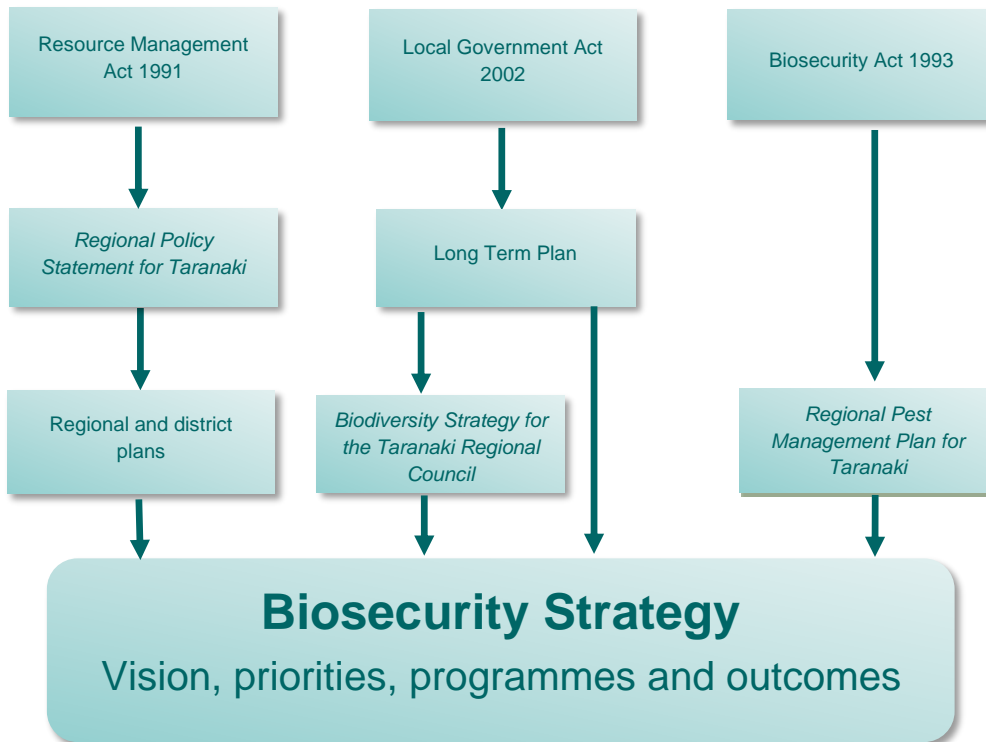 Resource Management
Act 1991
Local Government Act
2002
Biosecurity Act 1993
Regional Policy
Statement for Taranaki
Long Term Plan
Regional and district
plans
Biodiversity Strategy for
the Taranaki Regional
Council
Regional Pest
Management Plan for
Taranaki
Biosecurity Strategy
Vision, priorities, programmes and outcomes